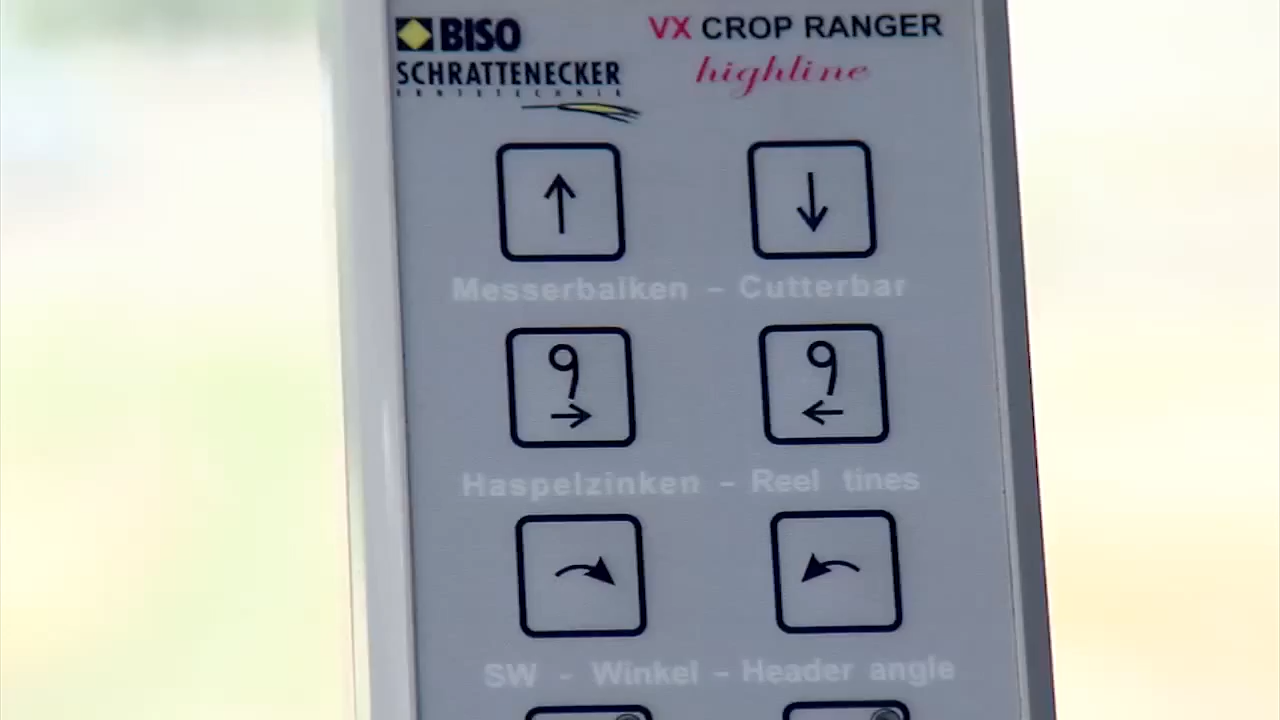 BISO
VX CROP RANGER
SCHRATTENECKER
highline
ERNTETECHNIK
Messerbalken – Cutterbar
Haspelzinken – Reel tines
SW - Winkel – Header angle